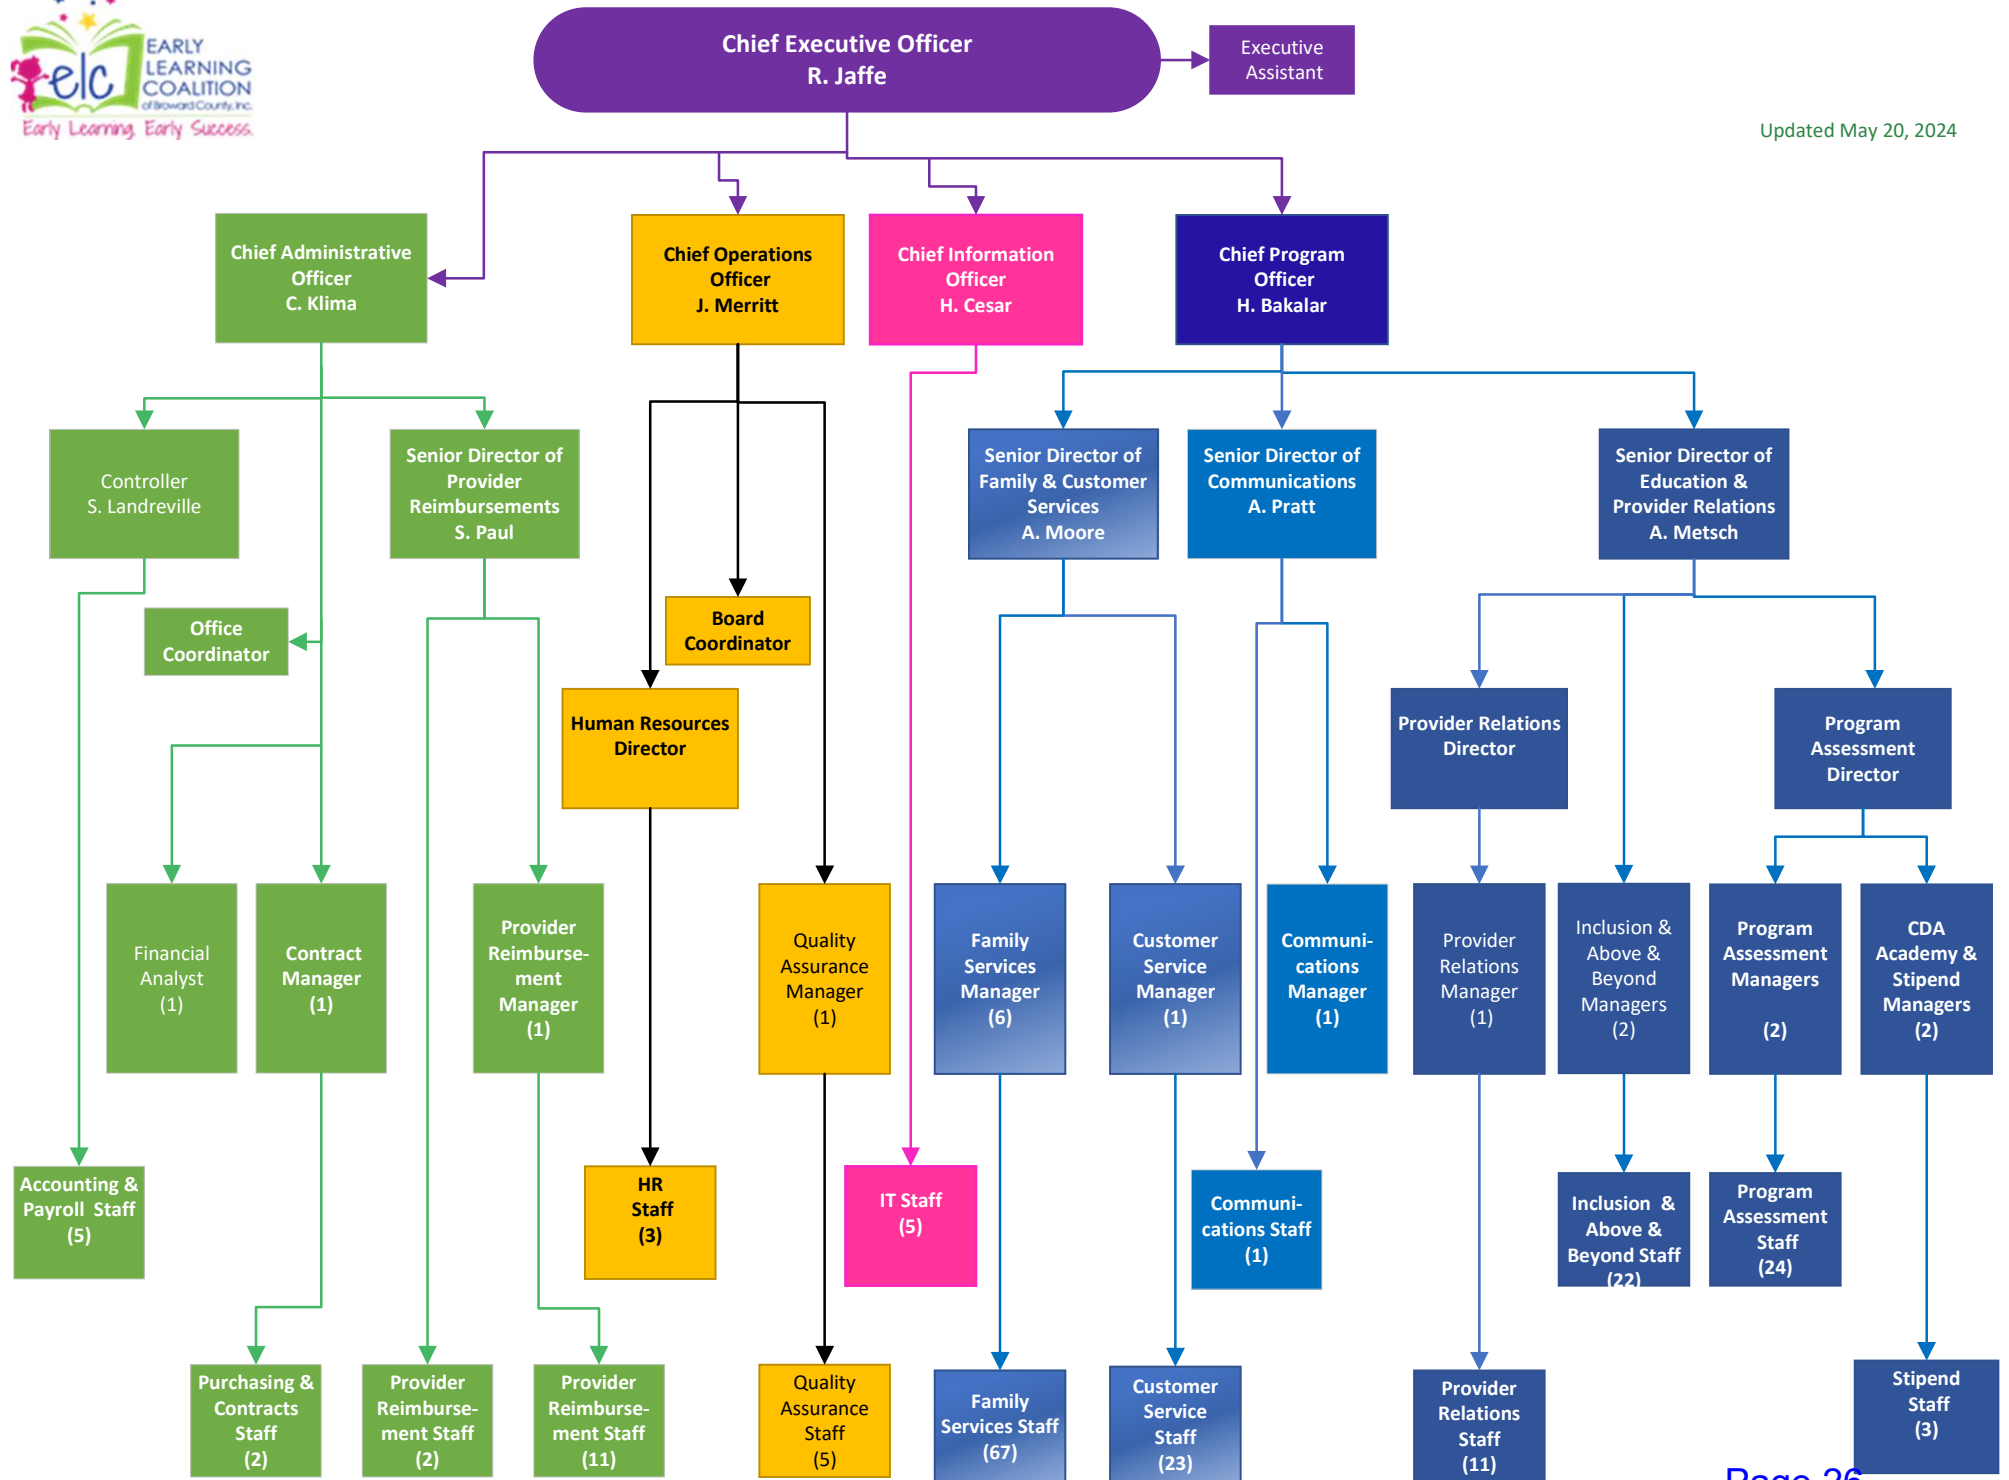 elc
EARLY
LEARNING
COALITION
of Broward County, Inc.
Early Learning. Early Success.
Chief Executive Officer
R. Jaffe
Executive
Assistant
Updated May 20, 2024
Chief Administrative
Officer
C. Klima
Chief Operations
Officer
J. Merritt
Chief Information
Officer
H. Cesar
Chief Program
Officer
H. Bakalar
Controller
S. Landreville
Senior Director of
Provider
Reimbursements
S. Paul
Senior Director of
Family & Customer
Services
A. Moore
Senior Director of
Communications
A. Pratt
Senior Director of
Education &
Provider Relations
A. Metsch
Office
Coordinator
Board
Coordinator
Human Resources
Director
Provider Relations
Director
Program
Assessment
Director
Financial
Analyst
(1)
Contract
Manager
(1)
Provider
Reimburse-
ment
Manager
(1)
Quality
Assurance
Manager
(1)
Family
Services
Manager
(6)
Customer
Service
Manager
(1)
Communi-
cations
Manager
(1)
Provider
Relations
Manager
(1)
Inclusion &
Above &
Beyond
Managers
(2)
Program
Assessment
Managers
(2)
CDA
Academy &
Stipend
Managers
(2)
Accounting &
Payroll Staff
(5)
HR
Staff
(3)
IT Staff
(5)
Communi-
cations Staff
(1)
Inclusion &
Above &
Beyond Staff
(22)
Program
Assessment
Staff
(24)
Purchasing &
Contracts
Staff
(2)
Provider
Reimburse-
ment Staff
(2)
Provider
Reimburse-
ment Staff
(11)
Quality
Assurance
Staff
(5)
Family
Services Staff
(67)
Customer
Service
Staff
(23)
Provider
Relations
Staff
(11)
Stipend
Staff
(3)
Page 26